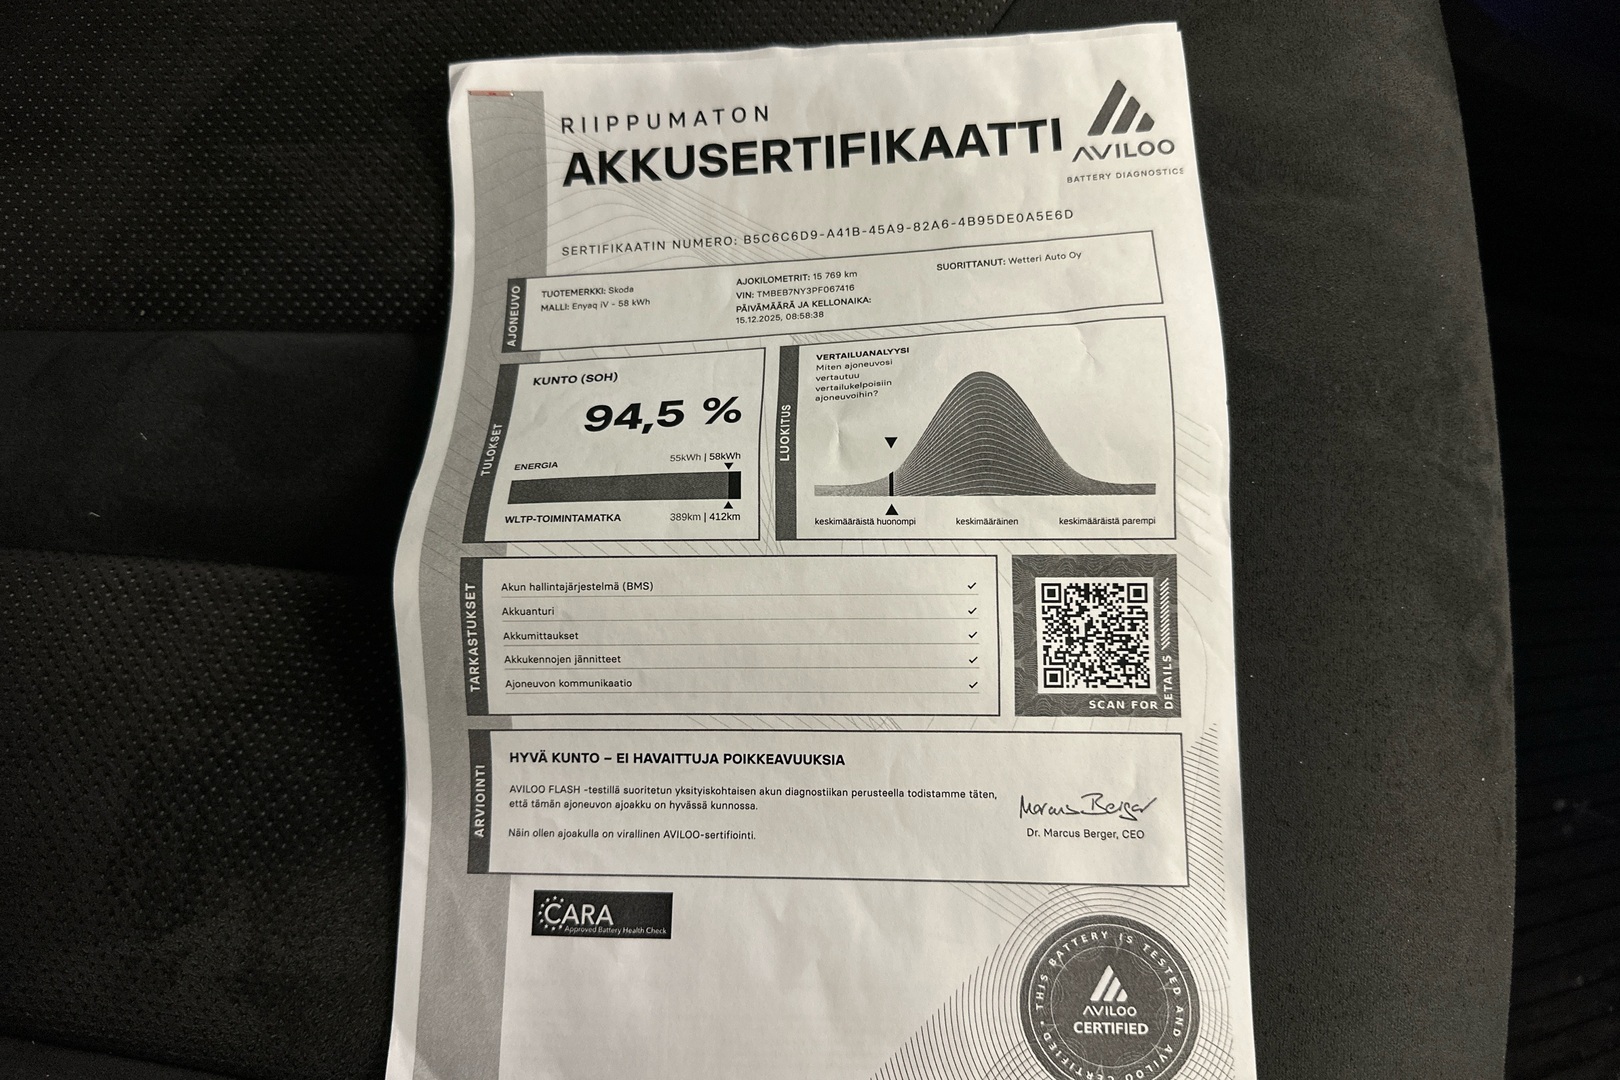 RIIPPUMATON
AKKUSERTIFIKAATTI
AVILOO
BATTERY DIAGNOSTICS
SERTIFIKAATIN NUMERO: B5C6C6D9-A41B-45A9-82A6-4B95DE0A5E6D
AJONEUVO
TUOTEMERKKI: Skoda
MALLI: Enyaq iV - 58 kWh
AJOKILOMETRIT: 15 769 km
VIN: TMBEB7NY3PF067416
PÄIVÄMÄÄRÄ JA KELLONAIKA:
15.12.2025, 08:58:38
SUORITTANUT: Wetteri Auto Oy
TULOKSET
KUNTO (SOH)
94,5 %
ENERGIA
55kWh | 58kWh
WLTP-TOIMINTAMATKA
389km | 412km
LUOKITUS
VERTAILUANALYYSI
Miten ajoneuvosi
vertautuu
vertailukelpoisiin
ajoneuvoihin?
keskimääräistä huonompi
keskimääräinen
keskimääräistä parempi
TARKASTUKSET
Akun hallintajärjestelmä (BMS)
Akkuanturi
Akkumittaukset
Akkukennojen jännitteet
Ajoneuvon kommunikaatio
SCAN FOR
DETAILS
ARVIOINTI
HYVÄ KUNTO – EI HAVAITTUJA POIKKEAVUUKSIA
AVILOO FLASH -testillä suoritetun yksityiskohtaisen akun diagnostiikan perusteella todistamme täten,
että tämän ajoneuvon ajoakku on hyvässä kunnossa.
Näin ollen ajoakulla on virallinen AVILOO-sertifiointi.
Marcus Berger
Dr. Marcus Berger, CEO
CARA
Approved Battery Health Check
THIS BATTERY IS TESTED AND AVILOO CERTIFIED
AVILOO
CERTIFIED